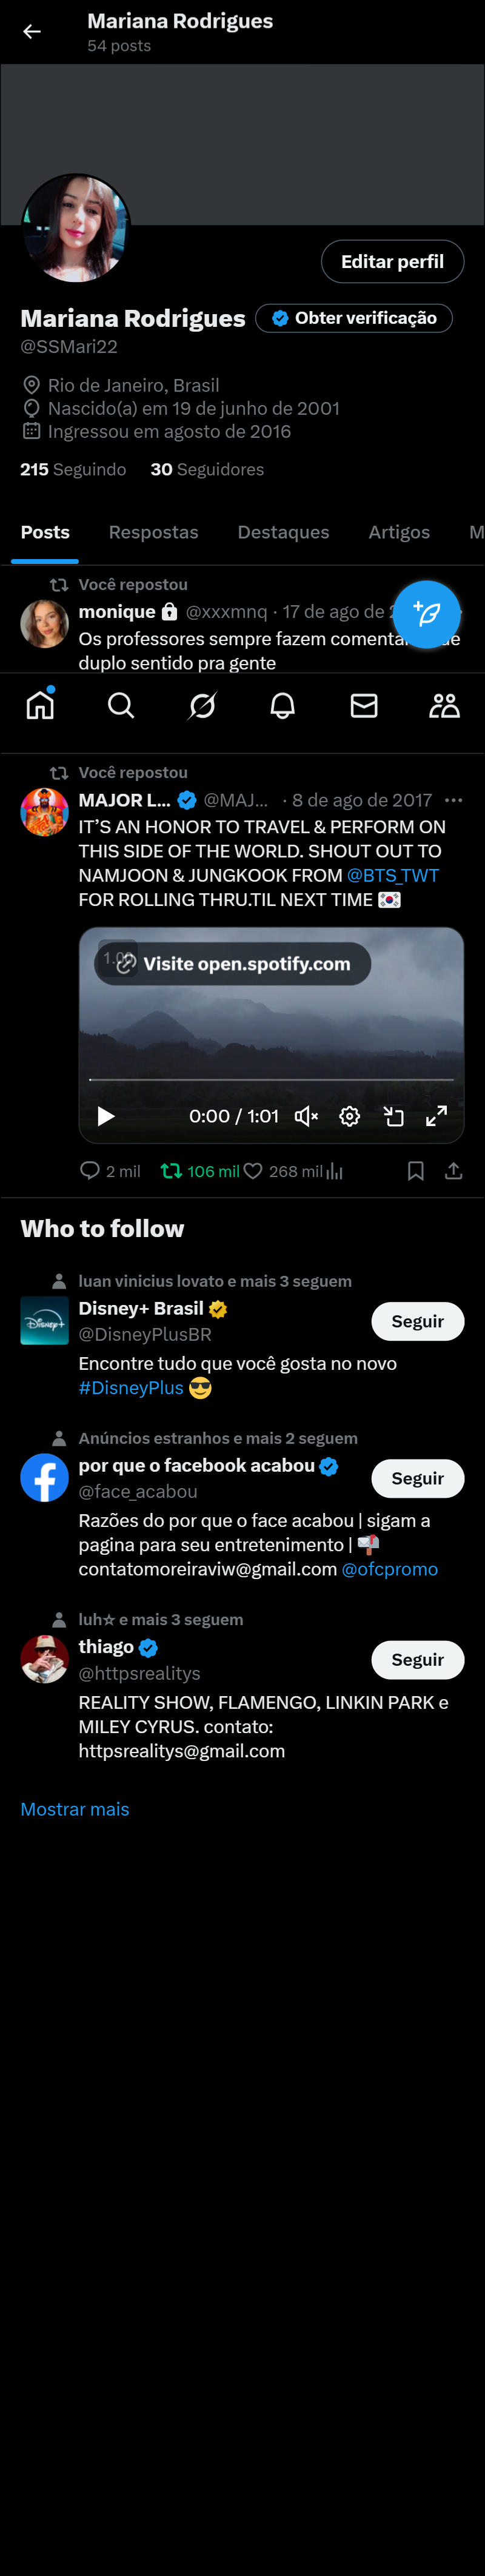 Mariana Rodrigues
54 posts
Editar perfil
Mariana Rodrigues
Obter verificação
@SSMari22
Rio de Janeiro, Brasil
Nascido(a) em 19 de junho de 2001
Ingressou em agosto de 2016
215 Seguindo 30 Seguidores
Posts Respostas Destaques Artigos M
Você repostou
monique @xxxmnq · 17 de ago de
Os professores sempre fazem
duplo sentido pra gente
Você repostou
MAJOR L... @MAJ... · 8 de ago de 2017
IT’S AN HONOR TO TRAVEL & PERFORM ON
THIS SIDE OF THE WORLD. SHOUT OUT TO
NAMJOON & JUNGKOOK FROM @BTS_TWT
FOR ROLLING THRU.TIL NEXT TIME 🇰🇷
Visite open.spotify.com
0:00 / 1:01
2 mil 106 mil 268 mil
Who to follow
luan vinicius lovato e mais 3 seguem
Disney+ Brasil
@DisneyPlusBR
Seguir
Encontre tudo que você gosta no novo
#DisneyPlus 😎
Disney+
Anúncios estranhos e mais 2 seguem
por que o facebook acabou
@face_acabou
Seguir
Razões do por que o face acabou | sigam a
pagina para seu entretenimento | 📬
contatomoreiraviw@gmail.com @ofcpromo
luh☆ e mais 3 seguem
thiago
@httpsrealitys
Seguir
REALITY SHOW, FLAMENGO, LINKIN PARK e
MILEY CYRUS. contato:
httpsrealitys@gmail.com
Mostrar mais